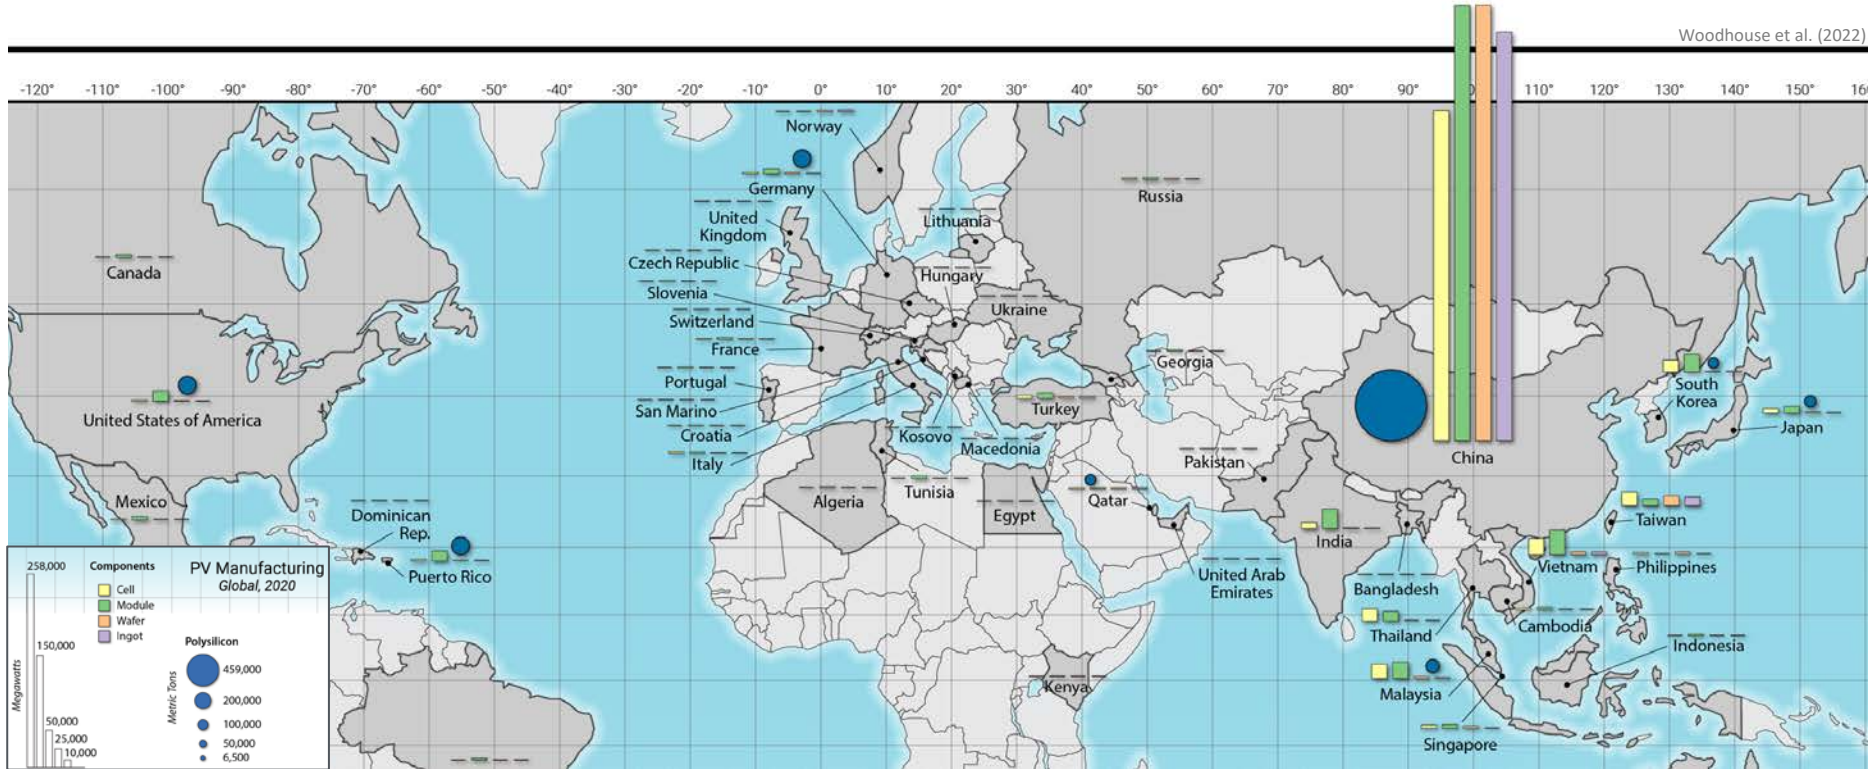 Woodhouse et al. (2022)
-120° -110° -100° -90° -80° -70° -60° -50° -40° -30° -20° -10° 0° 10° 20° 30° 40° 50° 60° 70° 80° 90° 110° 120° 130° 140° 150° 160
Norway
Germany
Russia
United
Kingdom
Lithuania
Czech Republic
Canada
Hungary
Slovenia
Ukraine
Switzerland
France
Georgia
Portugal
South
Korea
San Marino
Turkey
United States of America
Japan
Croatia
Kosovo
Macedonia
China
Italy
Pakistan
Tunisia
Mexico
Algeria
Qatar
Egypt
Dominican
Rep.
Taiwan
India
Puerto Rico
Vietnam
Philippines
United Arab
Emirates
Bangladesh
Thailand
Cambodia
Indonesia
Kenya
Malaysia
Singapore
PV Manufacturing
Global, 2020
Components
Cell
Module
Wafer
Ingot
Megawatts
258,000
150,000
50,000
25,000
10,000
Polysilicon
Metric Tons
459,000
200,000
100,000
50,000
6,500